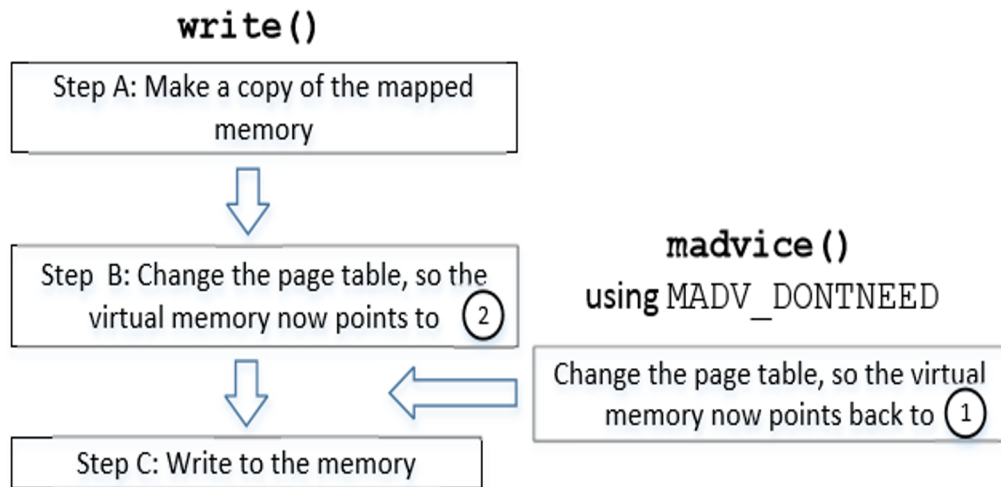 write()
Step A: Make a copy of the mapped
memory
Step B: Change the page table, so the
virtual memory now points to 2
madvice()
using MADV_DONTNEED
Change the page table, so the virtual
memory now points back to 1
Step C: Write to the memory